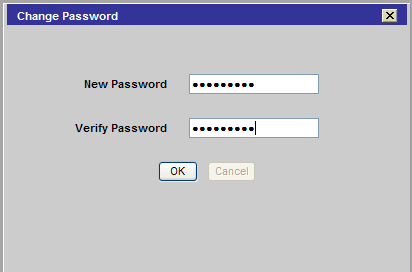 Change Password
New Password •••••••••
Verify Password •••••••••
OK Cancel